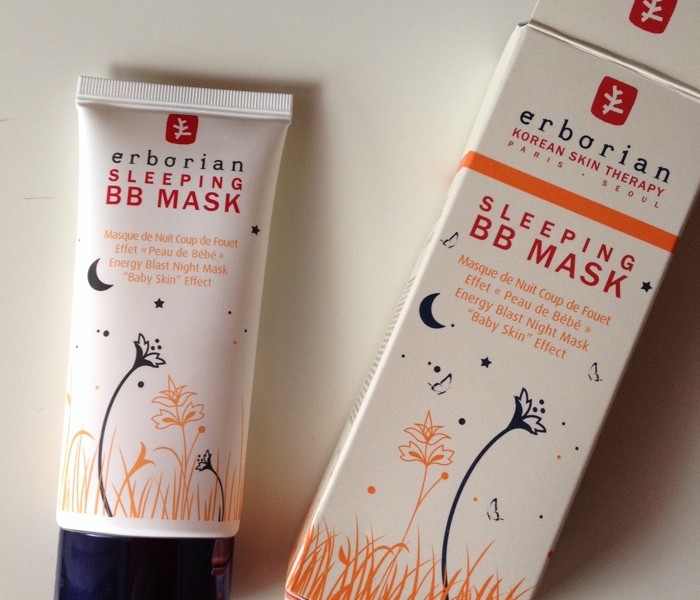 erborian
SLEEPING
BB MASK
Masque de Nuit Coup de Fouet
Effet « Peau de Bébé »
Energy Blast Night Mask
"Baby Skin" Effect
erborian
KOREAN SKIN THERAPY
PARIS · SEOUL
SLEEPING
BB MASK
Masque de Nuit Coup de Fouet
Effet « Peau de Bébé »
Energy Blast Night Mask
"Baby Skin" Effect